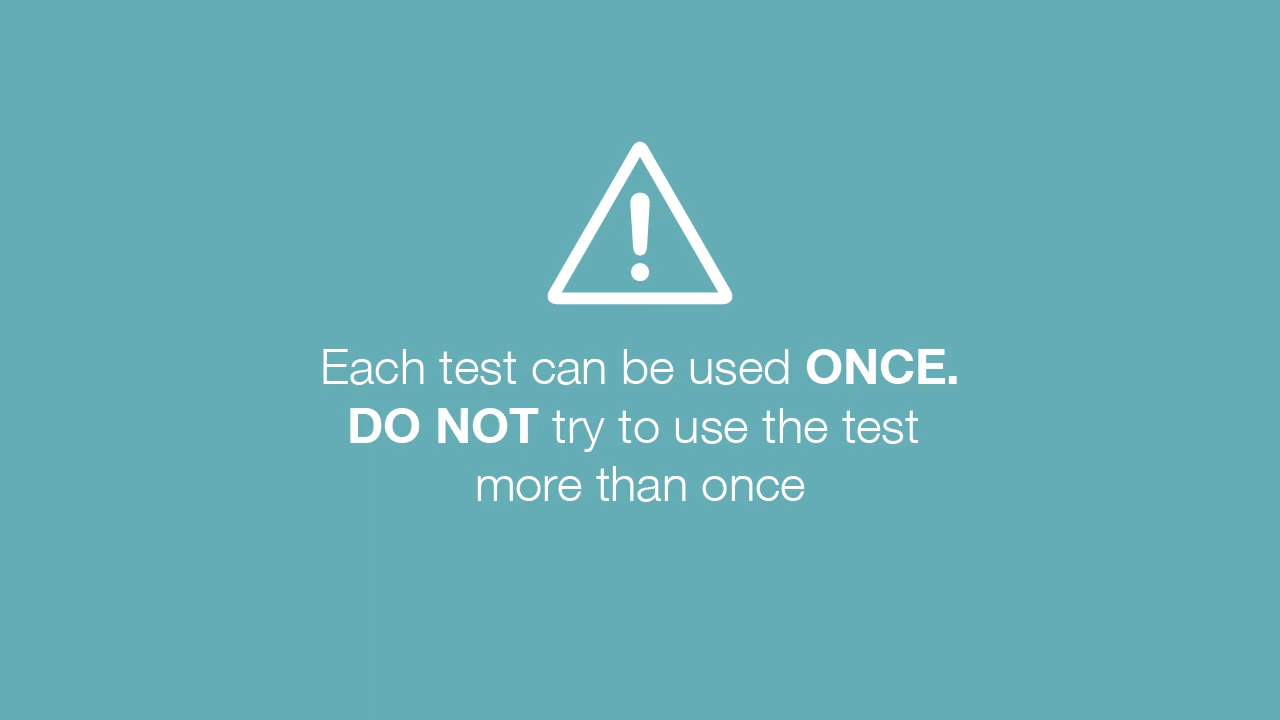 Each test can be used ONCE.
DO NOT try to use the test
more than once